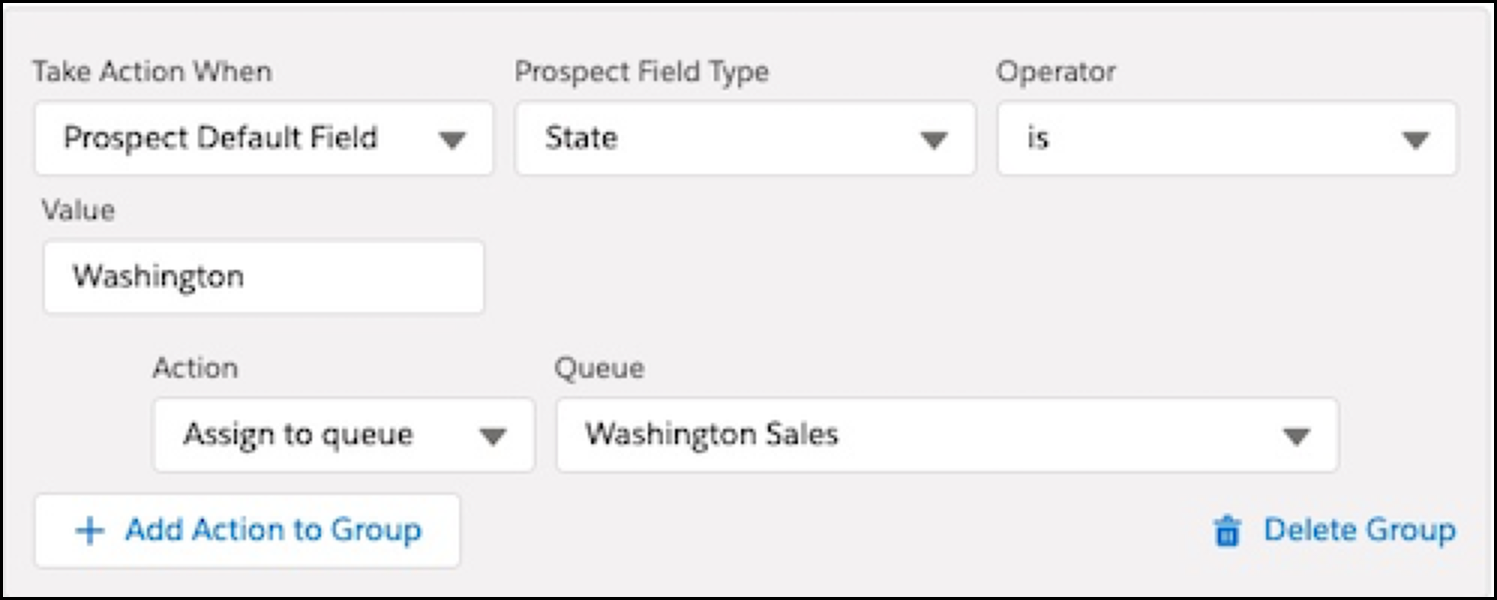 Take Action When Prospect Field Type Operator
Prospect Default Field State is
Value
Washington
Action Queue
Assign to queue Washington Sales
+ Add Action to Group Delete Group